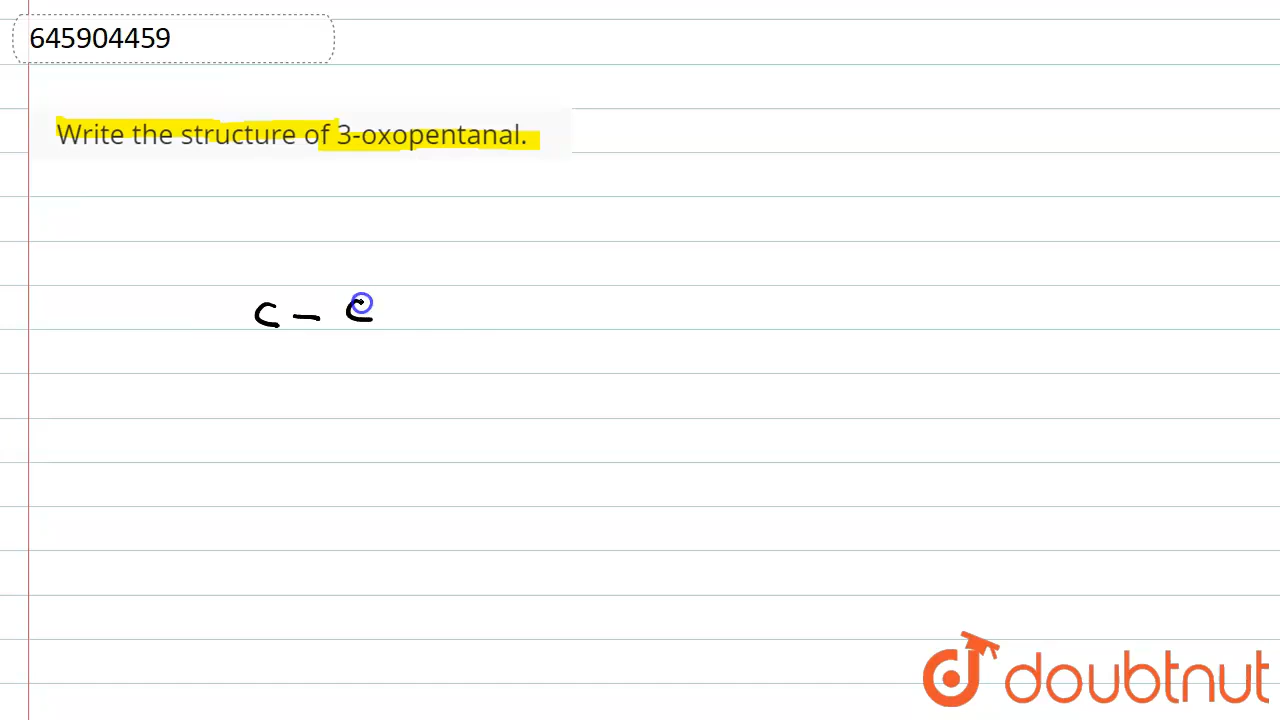 645904459
Write the structure of 3-oxopentanal.
C - C
doubtnut